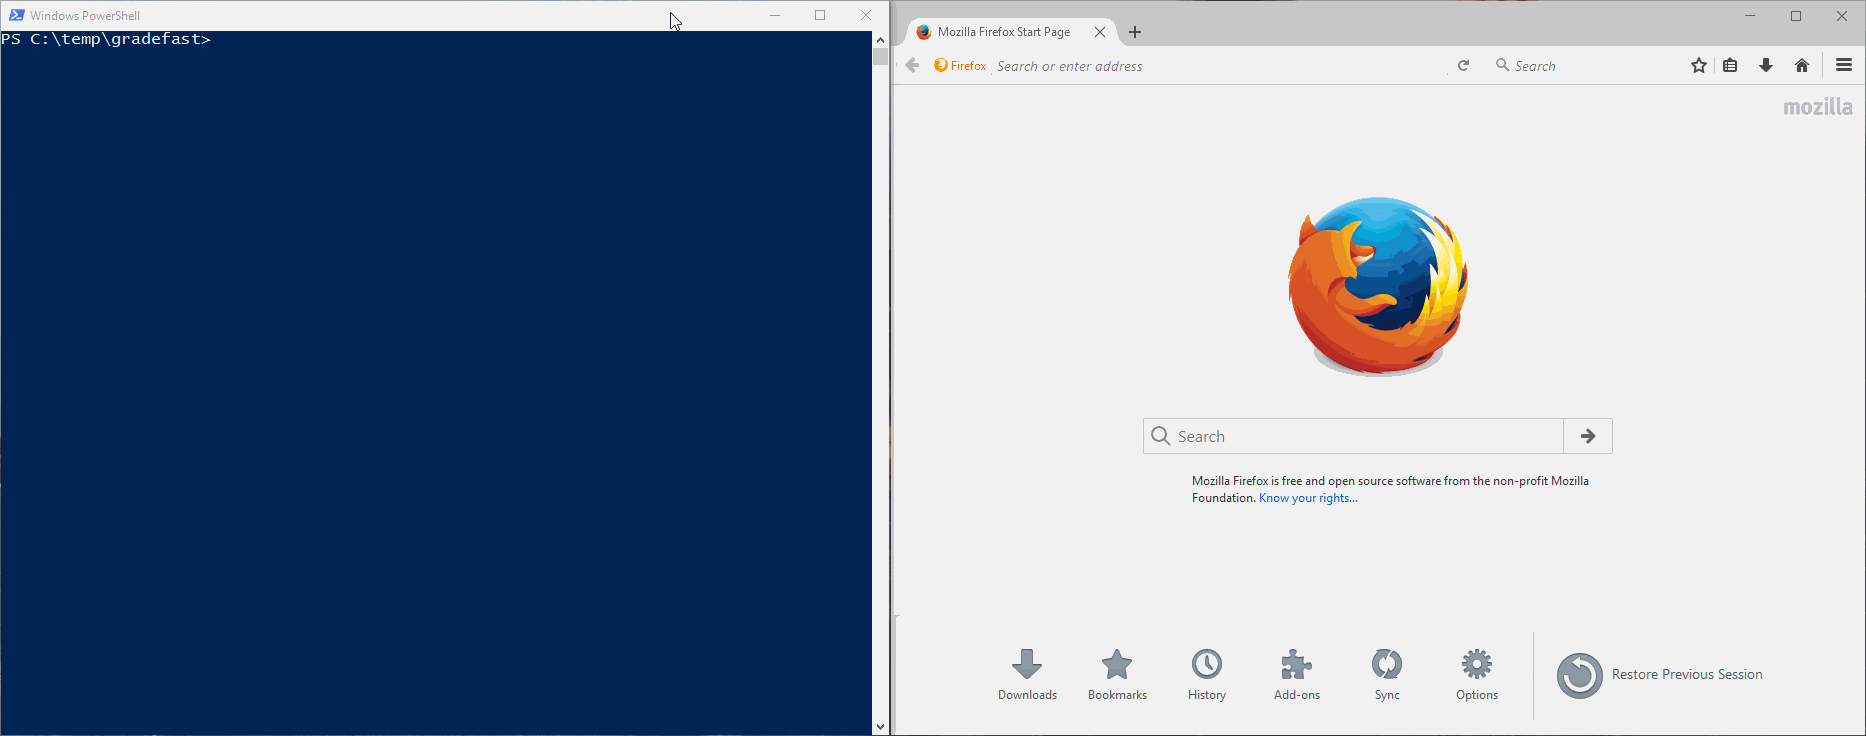 Windows PowerShell
PS C:\temp\gradefast>
Mozilla Firefox Start Page
Firefox
Search or enter address
Search
mozilla
Search
Mozilla Firefox is free and open source software from the non-profit Mozilla
Foundation. Know your rights...
Downloads
Bookmarks
History
Add-ons
Sync
Options
Restore Previous Session